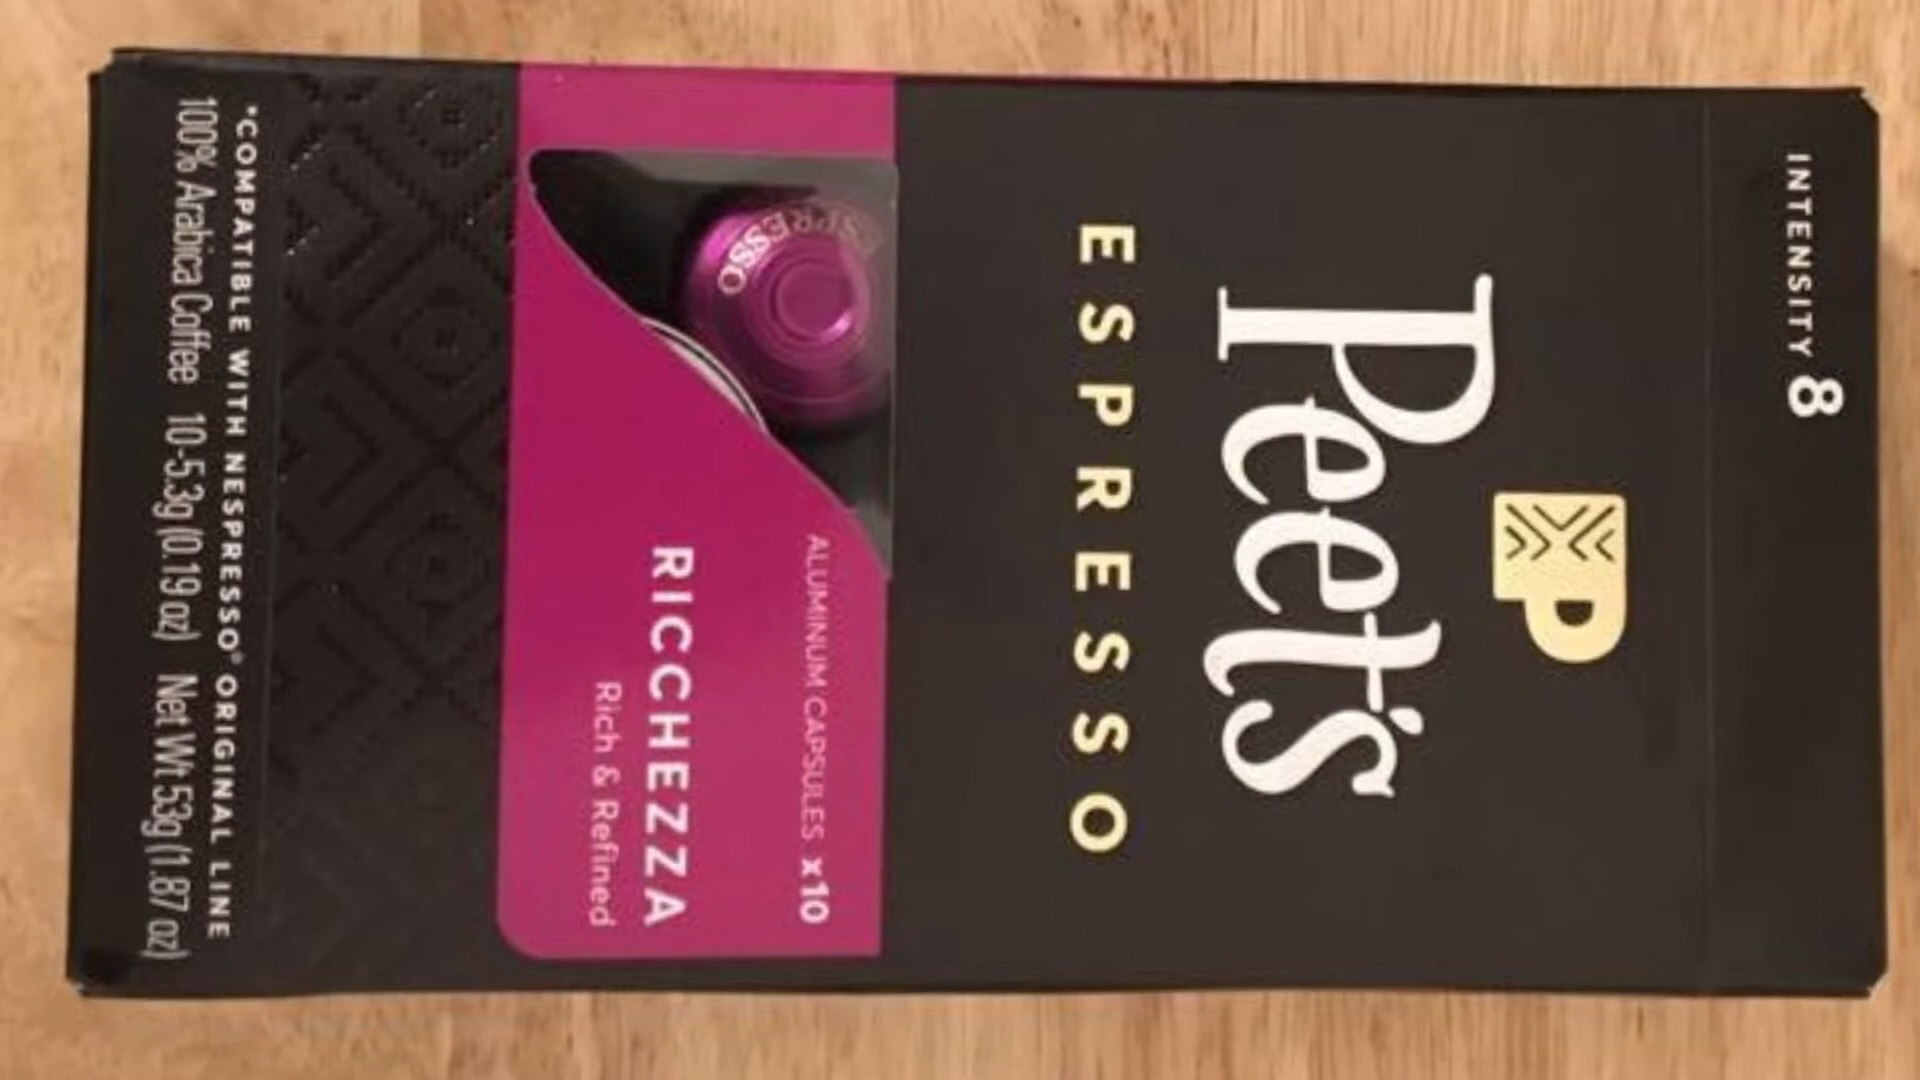 INTENSITY 8
P
Peet's
ESPRESSO
ESPRESSO
ALUMINUM CAPSULES x10
RICCHEZZA
Rich & Refined
*COMPATIBLE WITH NESPRESSO® ORIGINAL LINE
100% Arabica Coffee 10-5.3g (0.19 oz) Net Wt 53g (1.87 oz)